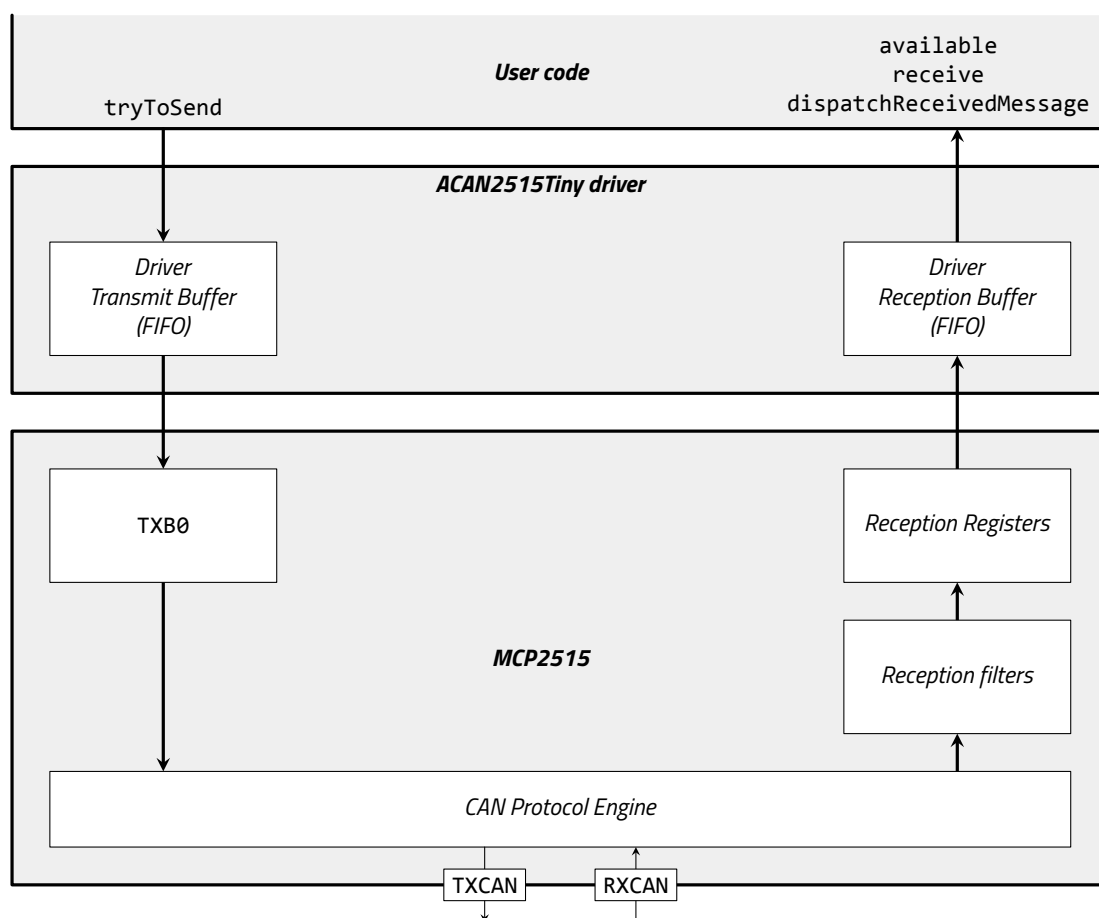 User code
tryToSend
available
receive
dispatchReceivedMessage
ACAN2515Tiny driver
Driver
Transmit Buffer
(FIFO)
Driver
Reception Buffer
(FIFO)
TXB0
Reception Registers
MCP2515
Reception filters
CAN Protocol Engine
TXCAN
RXCAN